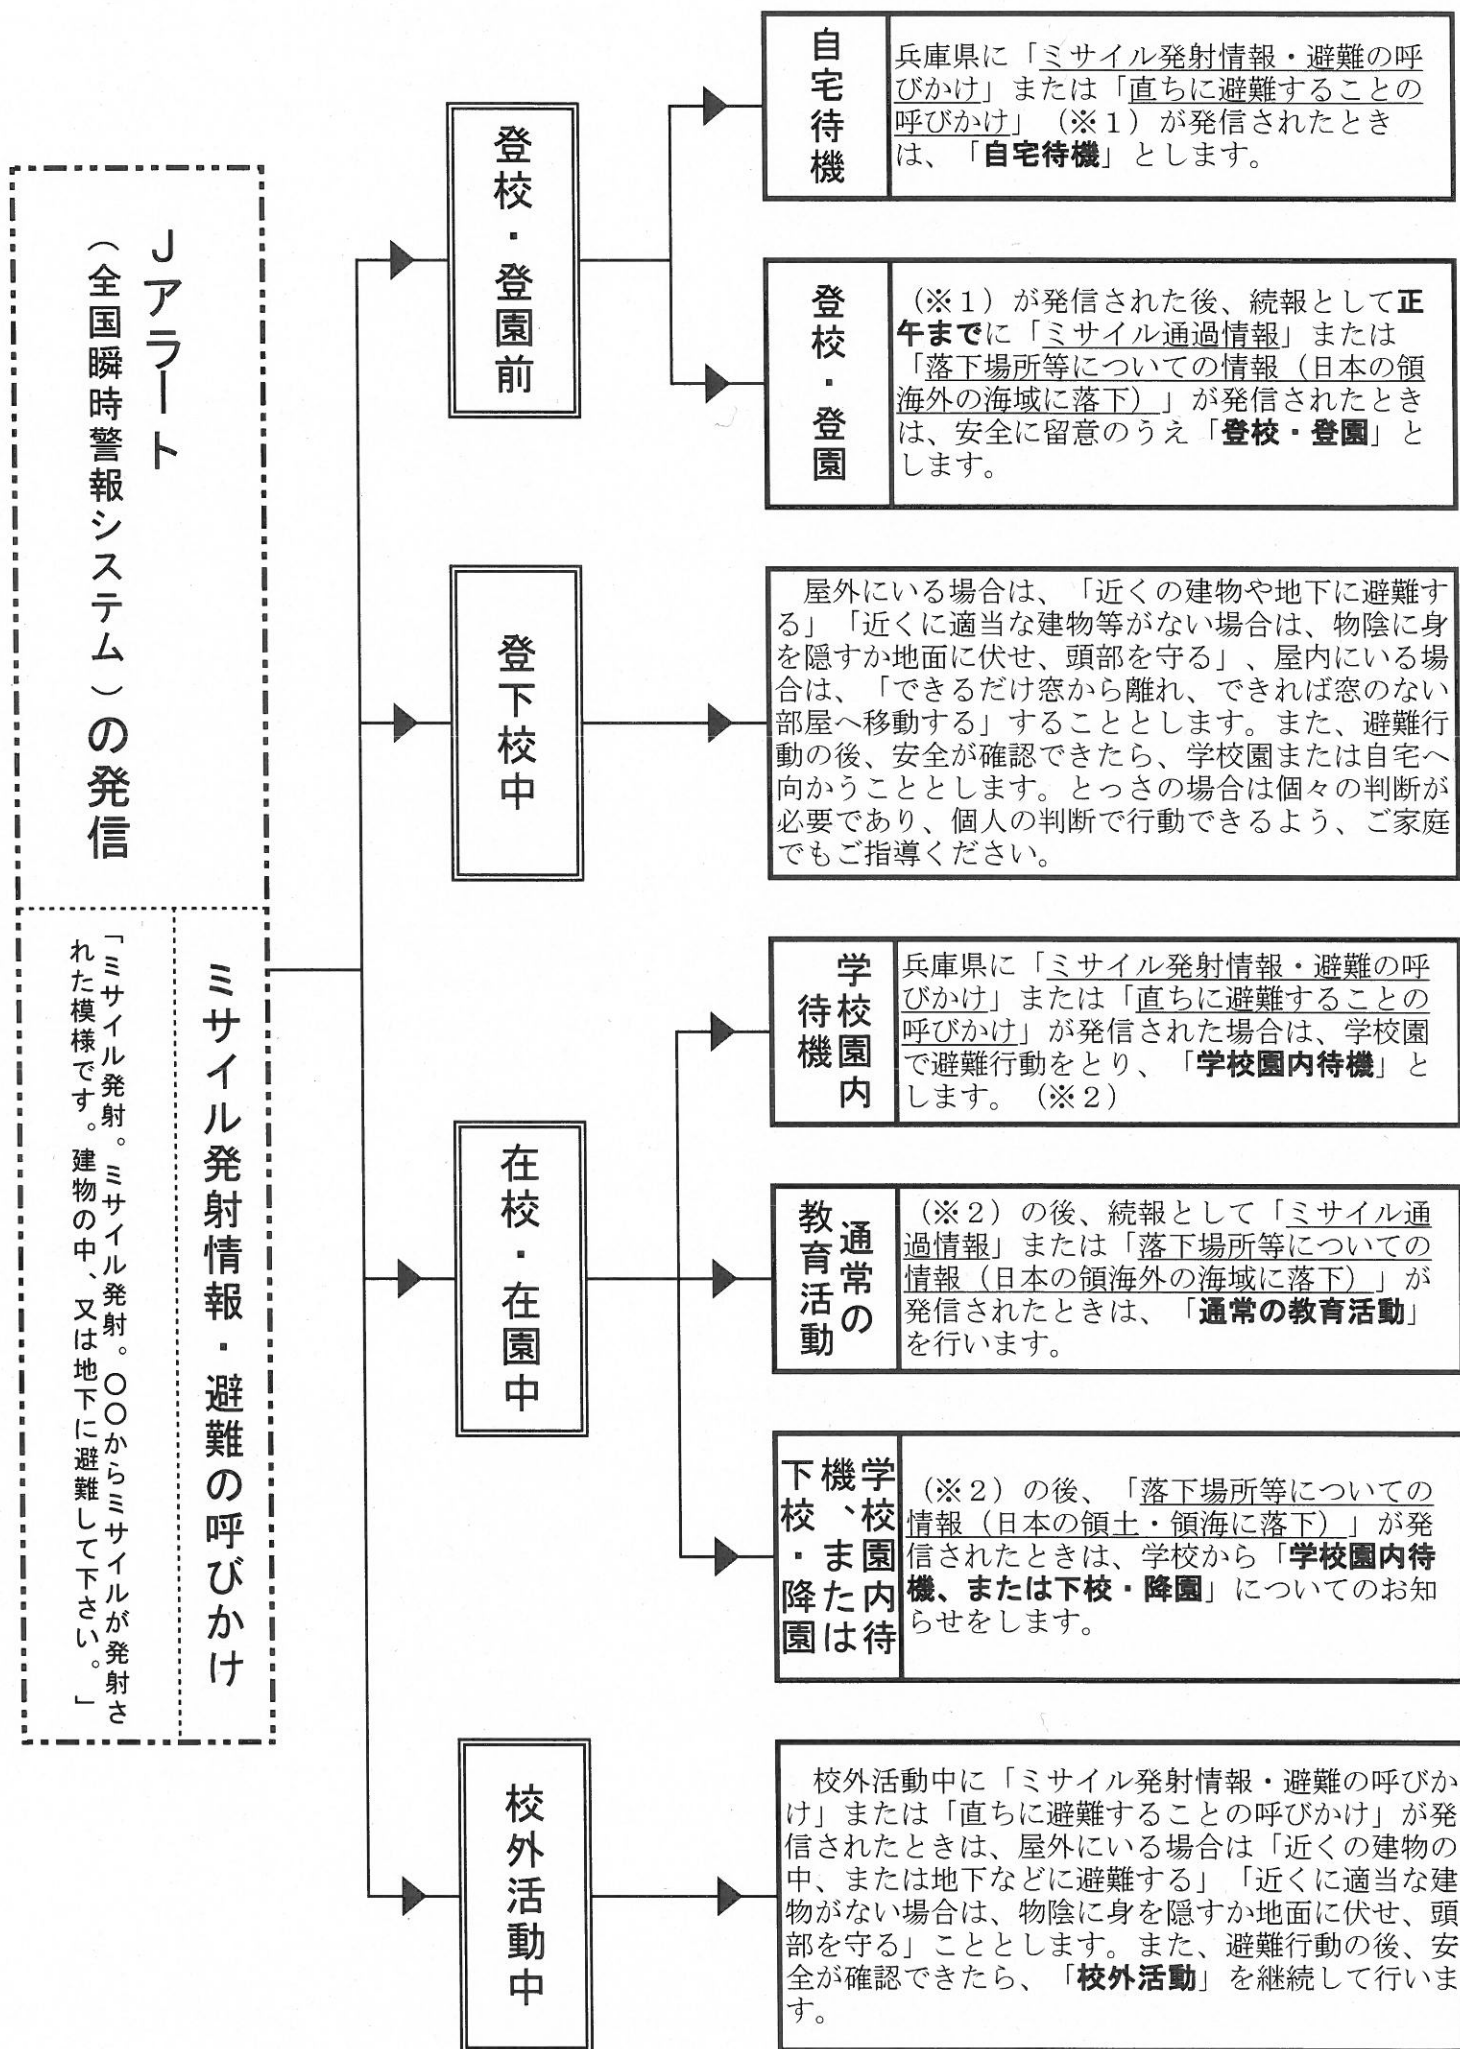 Jアラート
（全国瞬時警報システム）の発信
ミサイル発射情報・避難の呼びかけ
「ミサイル発射。ミサイル発射。〇〇からミサイルが発射さ
れた模様です。建物の中、又は地下に避難して下さい。」
登校・登園前
自宅待機
兵庫県に「ミサイル発射情報・避難の呼
びかけ」または「直ちに避難することの
呼びかけ」（※１）が発信されたとき
は、「自宅待機」とします。
登校・登園
（※１）が発信された後、続報として正
午までに「ミサイル通過情報」または
「落下場所等についての情報（日本の領
海外の海域に落下）」が発信されたとき
は、安全に留意のうえ「登校・登園」と
します。
登下校中
屋外にいる場合は、「近くの建物や地下に避難す
る」「近くに適当な建物等がない場合は、物陰に身
を隠すか地面に伏せ、頭部を守る」、屋内にいる場
合は、「できるだけ窓から離れ、できれば窓のない
部屋へ移動する」することとします。また、避難行
動の後、安全が確認できたら、学校園または自宅へ
向かうこととします。とっさの場合は個々の判断が
必要であり、個人の判断で行動できるよう、ご家庭
でもご指導ください。
在校・在園中
学校園内
待機
兵庫県に「ミサイル発射情報・避難の呼
びかけ」または「直ちに避難することの
呼びかけ」が発信された場合は、学校園
で避難行動をとり、「学校園内待機」と
します。（※２）
通常の
教育活動
（※２）の後、続報として「ミサイル通
過情報」または「落下場所等についての
情報（日本の領海外の海域に落下）」が
発信されたときは、「通常の教育活動」
を行います。
学校園内待
機、または
下校・降園
（※２）の後、「落下場所等についての
情報（日本の領土・領海に落下）」が発
信されたときは、学校から「学校園内待
機、または下校・降園」についてのお知
らせをします。
校外活動中
校外活動中に「ミサイル発射情報・避難の呼びか
け」または「直ちに避難することの呼びかけ」が発
信されたときは、屋外にいる場合は「近くの建物の
中、または地下などに避難する」「近くに適当な建
物がない場合は、物陰に身を隠すか地面に伏せ、頭
部を守る」こととします。また、避難行動の後、安
全が確認できたら、「校外活動」を継続して行いま
す。